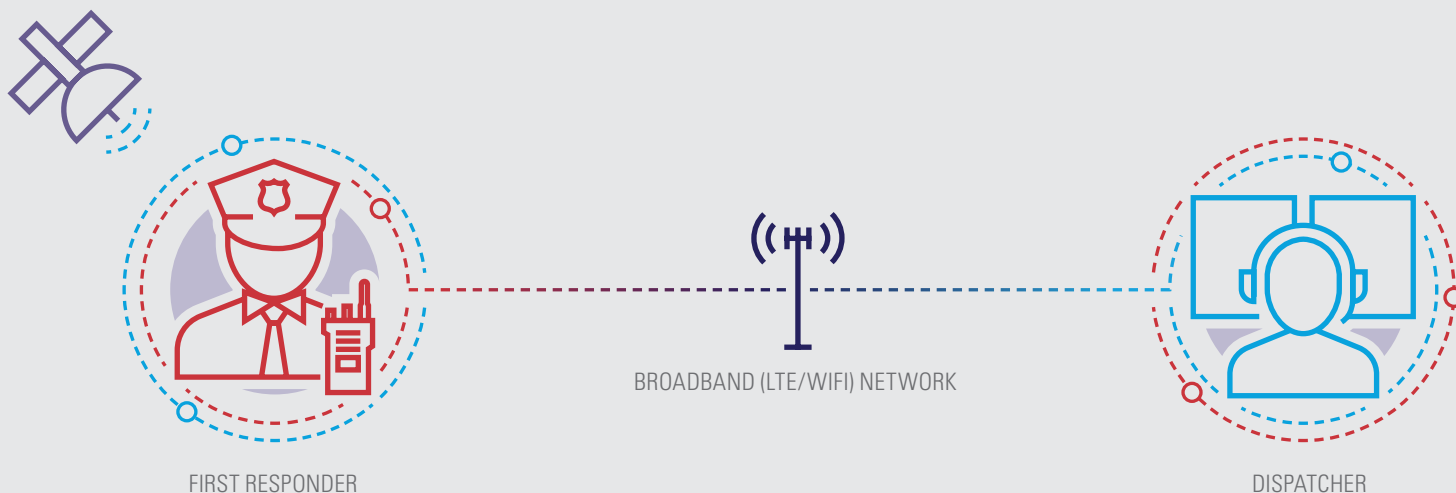 BROADBAND (LTE/WIFI) NETWORK
FIRST RESPONDER
DISPATCHER